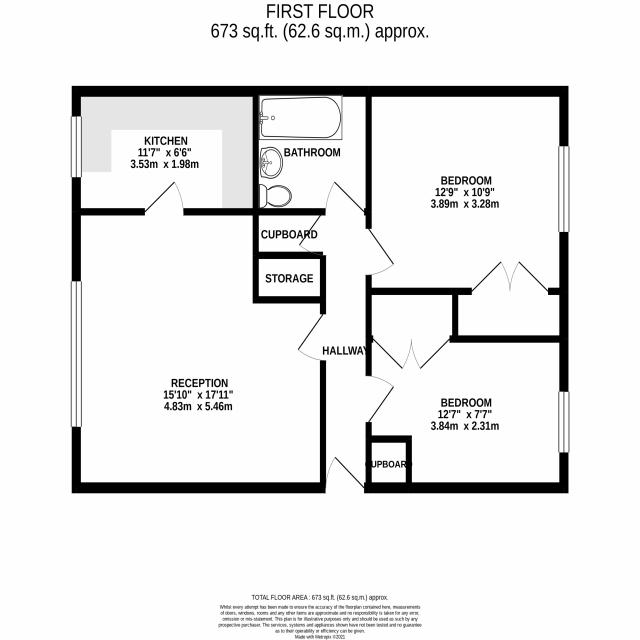 FIRST FLOOR
673 sq.ft. (62.6 sq.m.) approx.
KITCHEN
11'7" x 6'6"
3.53m x 1.98m
BATHROOM
BEDROOM
12'9" x 10'9"
3.89m x 3.28m
CUPBOARD
STORAGE
HALLWAY
RECEPTION
15'10" x 17'11"
4.83m x 5.46m
BEDROOM
12'7" x 7'7"
3.84m x 2.31m
CUPBOARD
TOTAL FLOOR AREA : 673 sq.ft. (62.6 sq.m.) approx.
Whilst every attempt has been made to ensure the accuracy of the floorplan contained here, measurements
of doors, windows, rooms and any other items are approximate and no responsibility is taken for any error,
omission or mis-statement. This plan is for illustrative purposes only and should be used as such by any
prospective purchaser. The services, systems and appliances shown have not been tested and no guarantee
as to their operability or efficiency can be given.
Made with Metropix ©2021